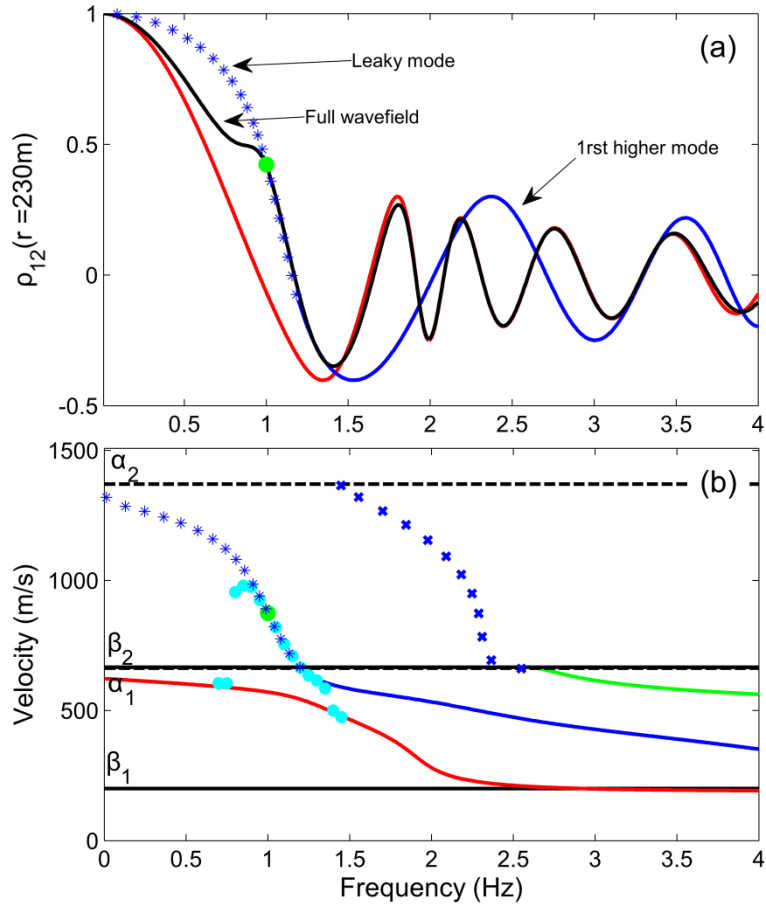 1
(a)
Leaky mode
Full wavefield
0.5
1rst higher mode
ρ12(r =230m)
0
-0.5
0.5 1 1.5 2 2.5 3 3.5 4
1500
α2
(b)
1000
Velocity (m/s)
β2
α1
500
β1
0
0 0.5 1 1.5 2 2.5 3 3.5 4
Frequency (Hz)